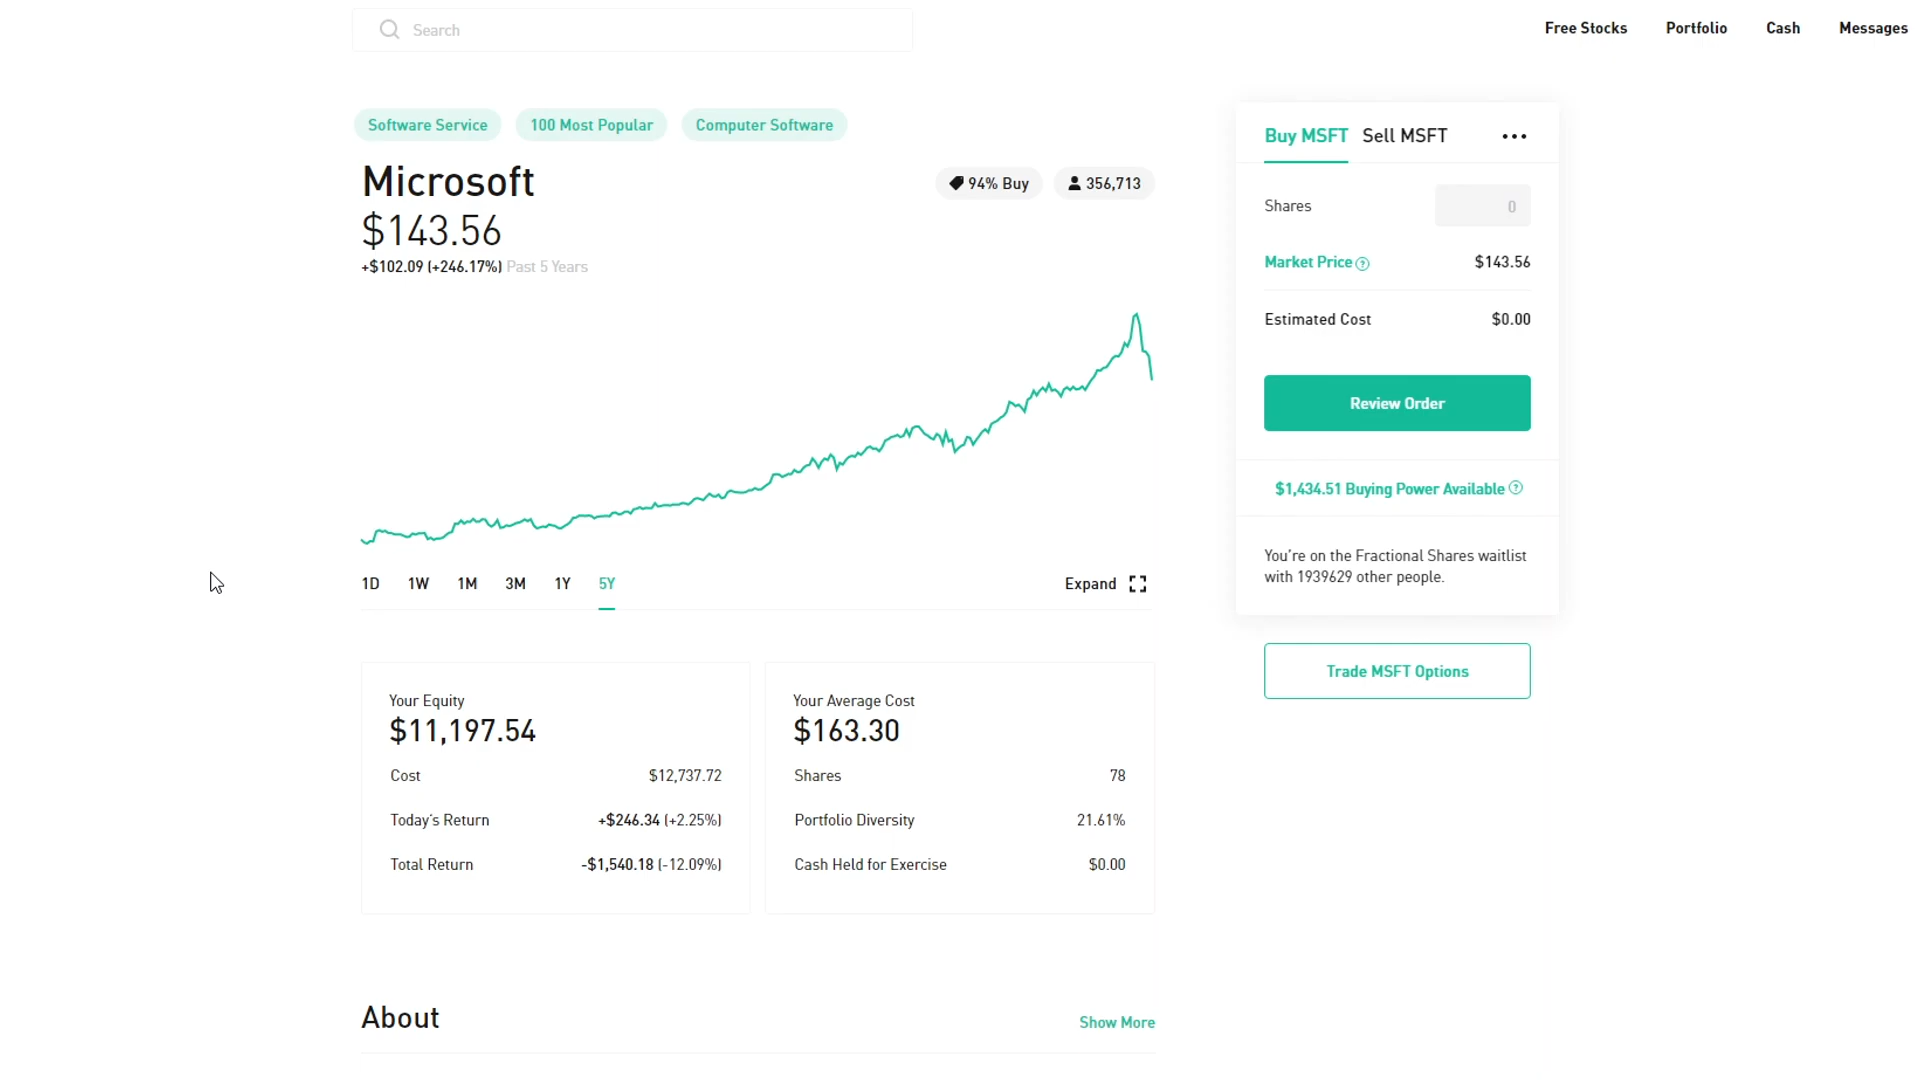 Search
Free Stocks Portfolio Cash Messages
Software Service 100 Most Popular Computer Software
Microsoft
94% Buy 356,713
$143.56
+$102.09 (+246.17%) Past 5 Years
1D 1W 1M 3M 1Y 5Y Expand
Buy MSFT Sell MSFT
Shares 0
Market Price ? $143.56
Estimated Cost $0.00
Review Order
$1,434.51 Buying Power Available ?
You're on the Fractional Shares waitlist
with 1939629 other people.
Trade MSFT Options
Your Equity
$11,197.54
Cost $12,737.72
Today's Return +$246.34 (+2.25%)
Total Return -$1,540.18 (-12.09%)
Your Average Cost
$163.30
Shares 78
Portfolio Diversity 21.61%
Cash Held for Exercise $0.00
About Show More